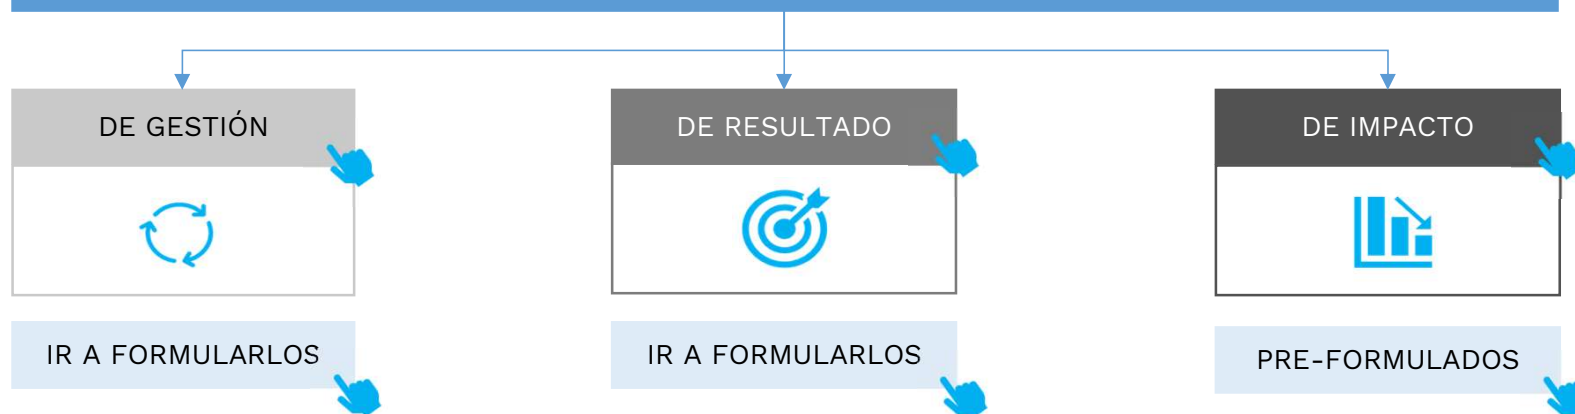 DE GESTIÓN
DE RESULTADO
DE IMPACTO
IR A FORMULARLOS
IR A FORMULARLOS
PRE-FORMULADOS